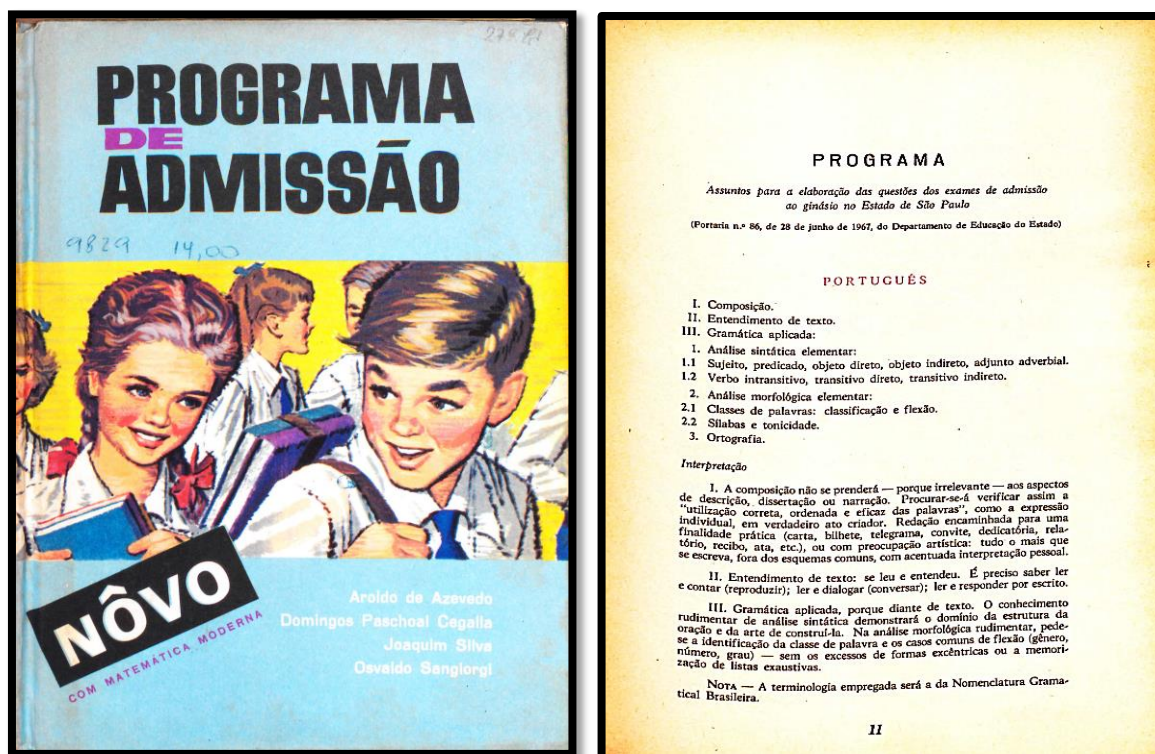 PROGRAMA
DE
ADMISSÃO
9829 14,00
NÔVO
COM MATEMÁTICA MODERNA
Aroldo de Azevedo
Domingos Paschoal Cegalla
Joaquim Silva
Osvaldo Sangiorgi
PROGRAMA
Assuntos para a elaboração das questões dos exames de admissão
ao ginásio no Estado de São Paulo
(Portaria n.º 86, de 28 de junho de 1967, do Departamento de Educação do Estado)
PORTUGUÊS
I. Composição.
II. Entendimento de texto.
III. Gramática aplicada:
1. Análise sintática elementar:
1.1 Sujeito, predicado, objeto direto, objeto indireto, adjunto adverbial.
1.2 Verbo intransitivo, transitivo direto, transitivo indireto.
2. Análise morfológica elementar:
2.1 Classes de palavras: classificação e flexão.
2.2 Sílabas e tonicidade.
3. Ortografia.
Interpretação
I. A composição não se prenderá — porque irrelevante — aos aspectos
de descrição, dissertação ou narração. Procurar-se-á verificar assim a
"utilização correta, ordenada e eficaz das palavras", como a expressão
individual, em verdadeiro ato criador. Redação encaminhada para uma
finalidade prática (carta, bilhete, telegrama, convite, dedicatória, rela-
tório, recibo, ata, etc.), ou com preocupação artística: tudo o mais que
se escreva, fora dos esquemas comuns, com acentuada interpretação pessoal.
II. Entendimento de texto: se leu e entendeu. É preciso saber ler
e contar (reproduzir); ler e dialogar (conversar); ler e responder por escrito.
III. Gramática aplicada, porque diante de texto. O conhecimento
rudimentar de análise sintática demonstrará o domínio da estrutura da
oração e da arte de construí-la. Na análise morfológica rudimentar, pede-
se a identificação da classe de palavra e os casos comuns de flexão (gênero,
número, grau) — sem os excessos de formas excêntricas ou a memori-
zação de listas exaustivas.
NOTA — A terminologia empregada será a da Nomenclatura Grama-
tical Brasileira.
11